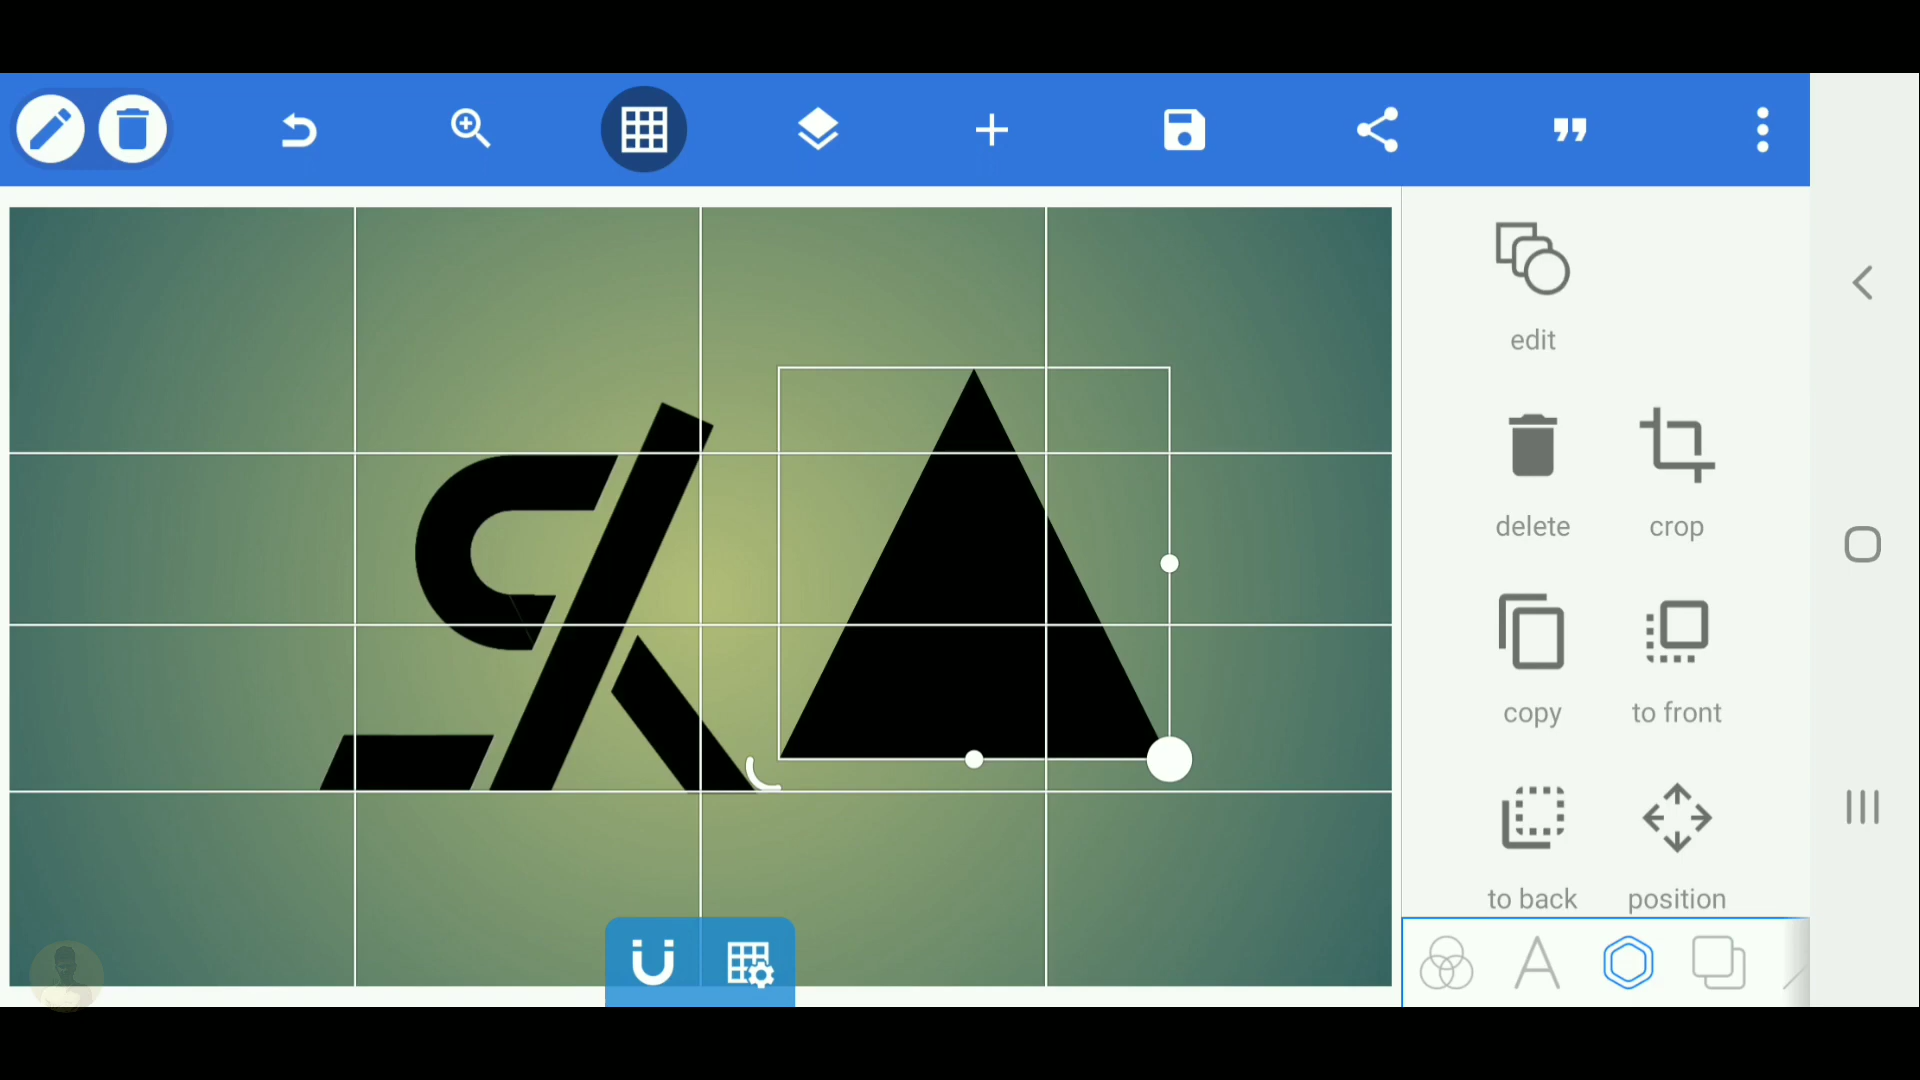 edit
delete crop
copy to front
to back position